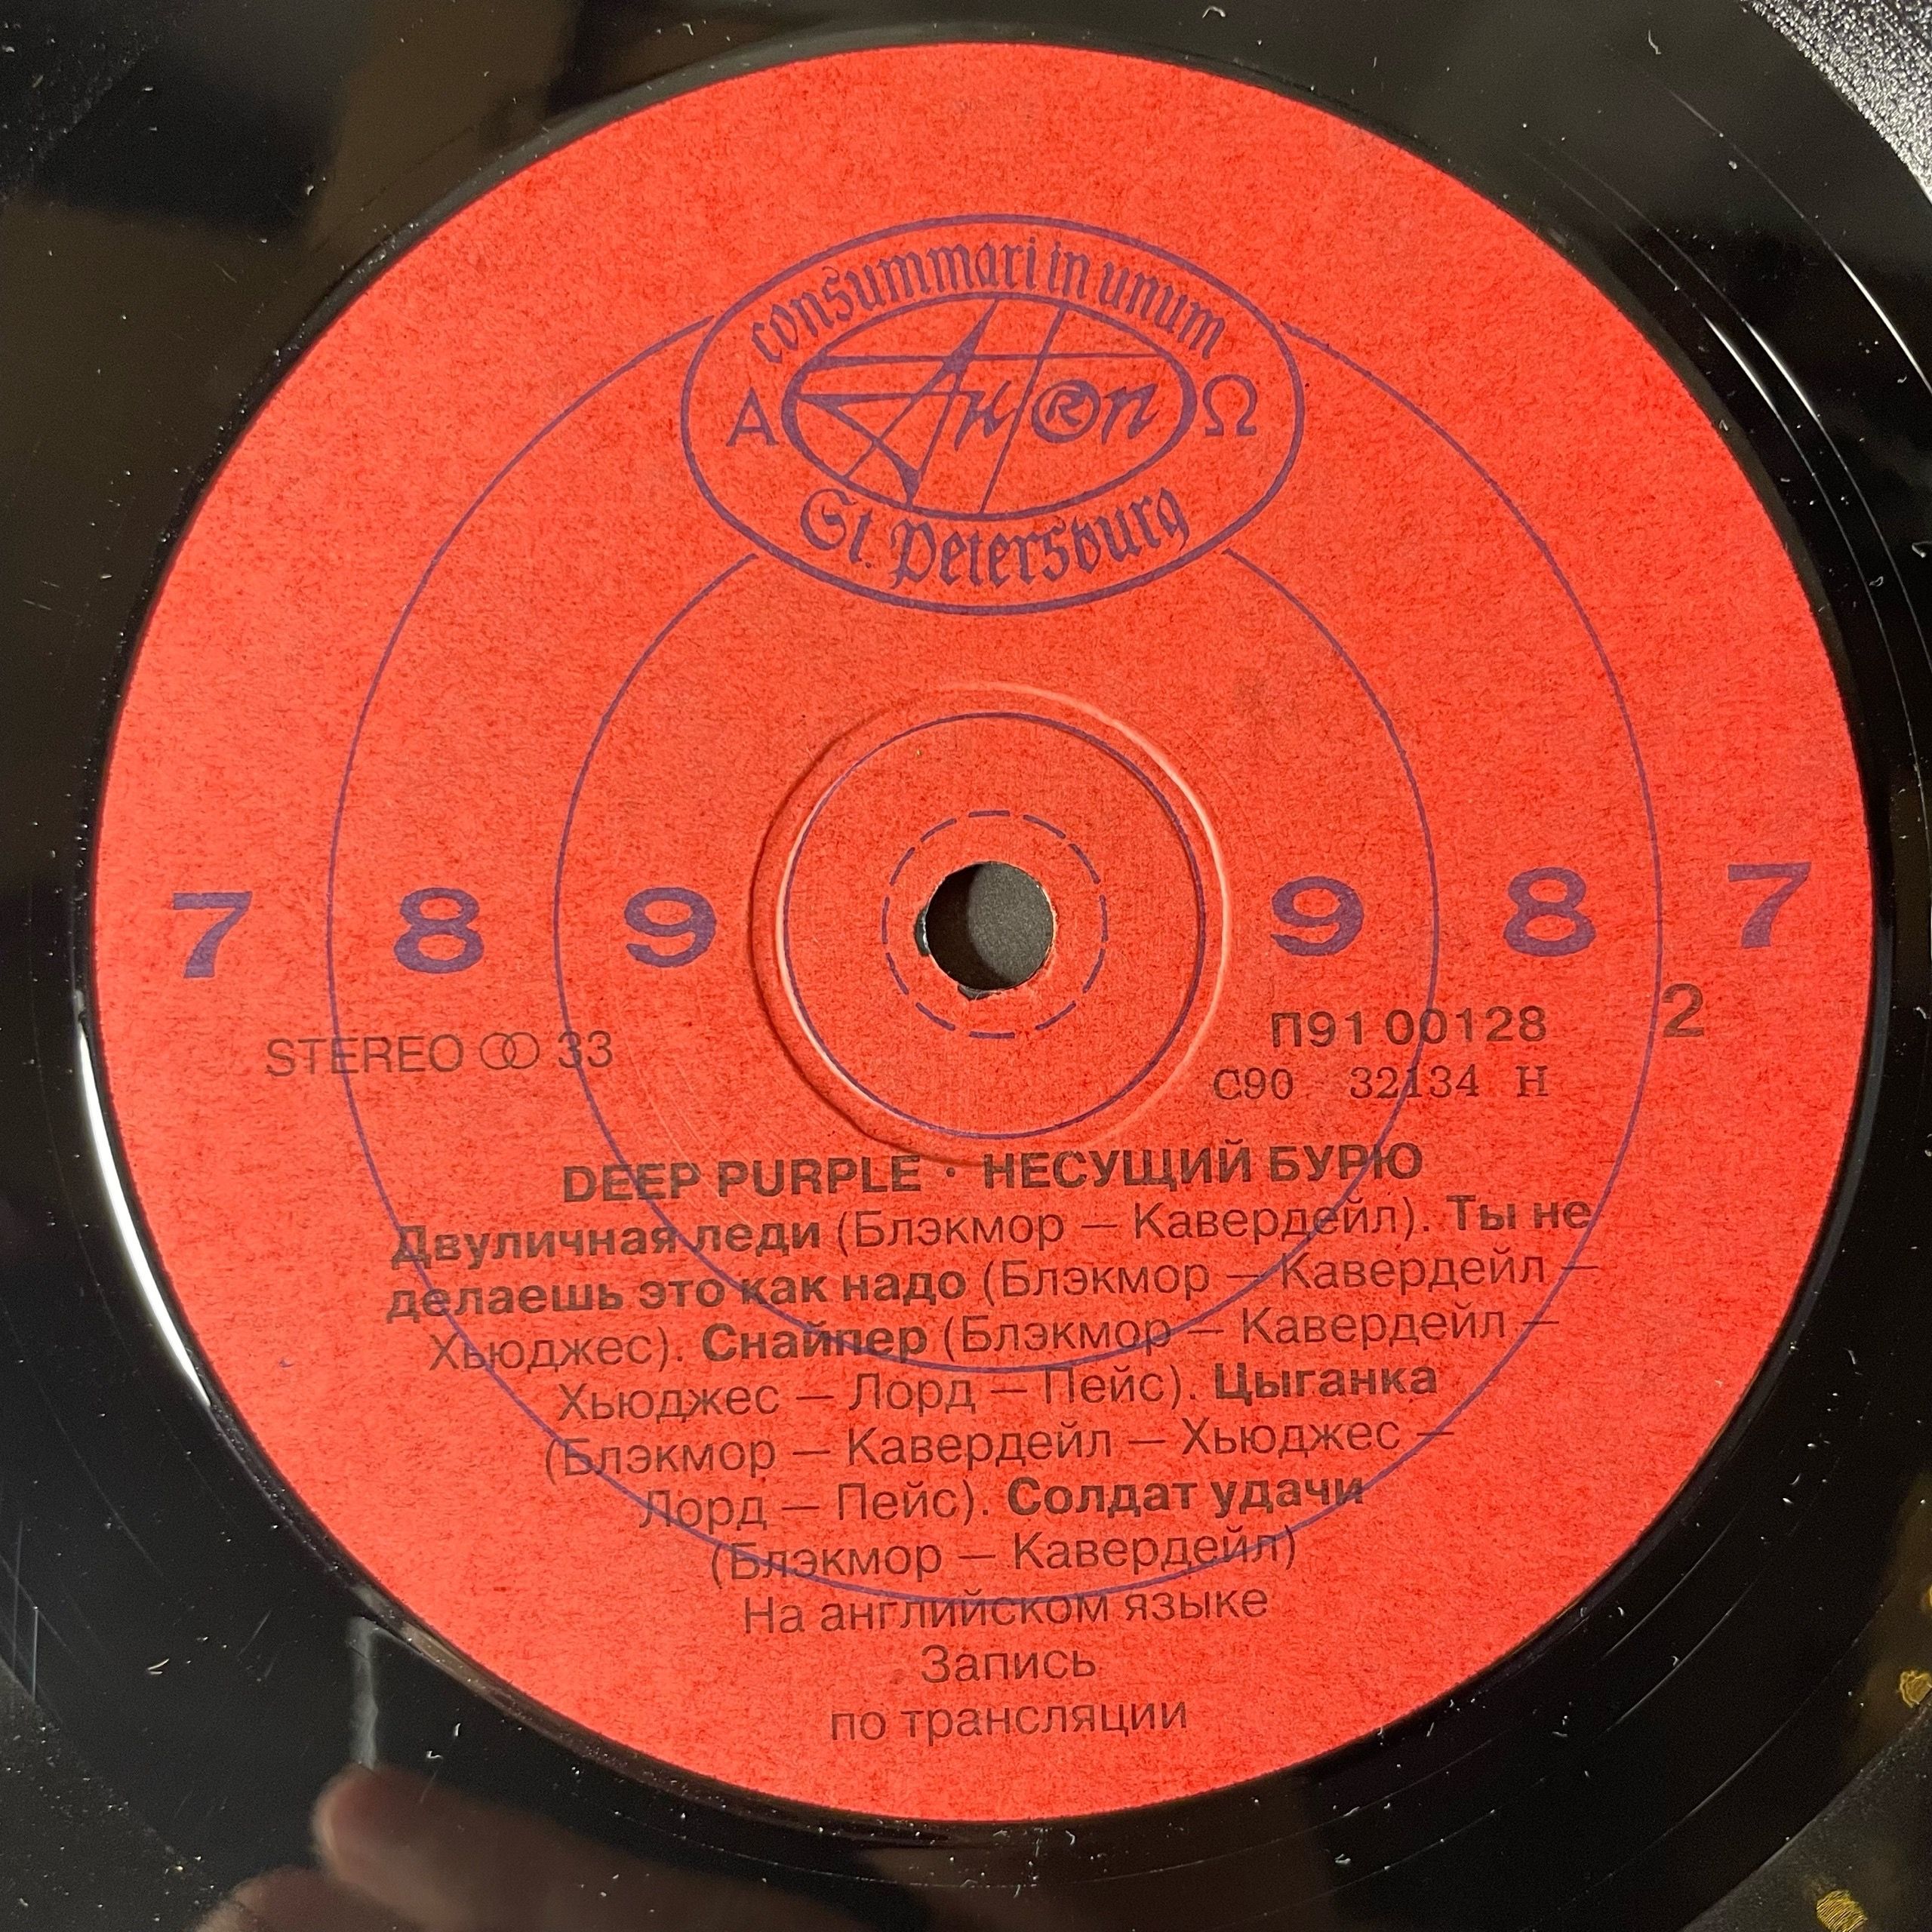 consummari in unum
А АнтRоп Ω
St. Petersburg
7 8 9 9 8 7
STEREO 33
П91 00128 2
С90 32134 Н
DEEP PURPLE · НЕСУЩИЙ БУРЮ
Двуличная леди (Блэкмор — Кавердейл). Ты не
делаешь это как надо (Блэкмор — Кавердейл —
Хьюджес). Снайпер (Блэкмор — Кавердейл —
Хьюджес — Лорд — Пейс). Цыганка
(Блэкмор — Кавердейл — Хьюджес —
Лорд — Пейс). Солдат удачи
(Блэкмор — Кавердейл)
На английском языке
Запись
по трансляции